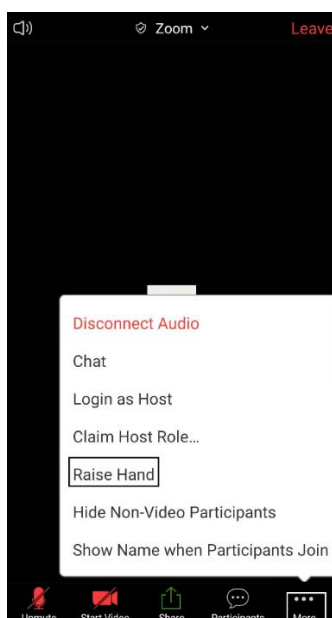 Zoom
Leave
Disconnect Audio
Chat
Login as Host
Claim Host Role...
Raise Hand
Hide Non-Video Participants
Show Name when Participants Join
Unmute Start Video Share Participants More